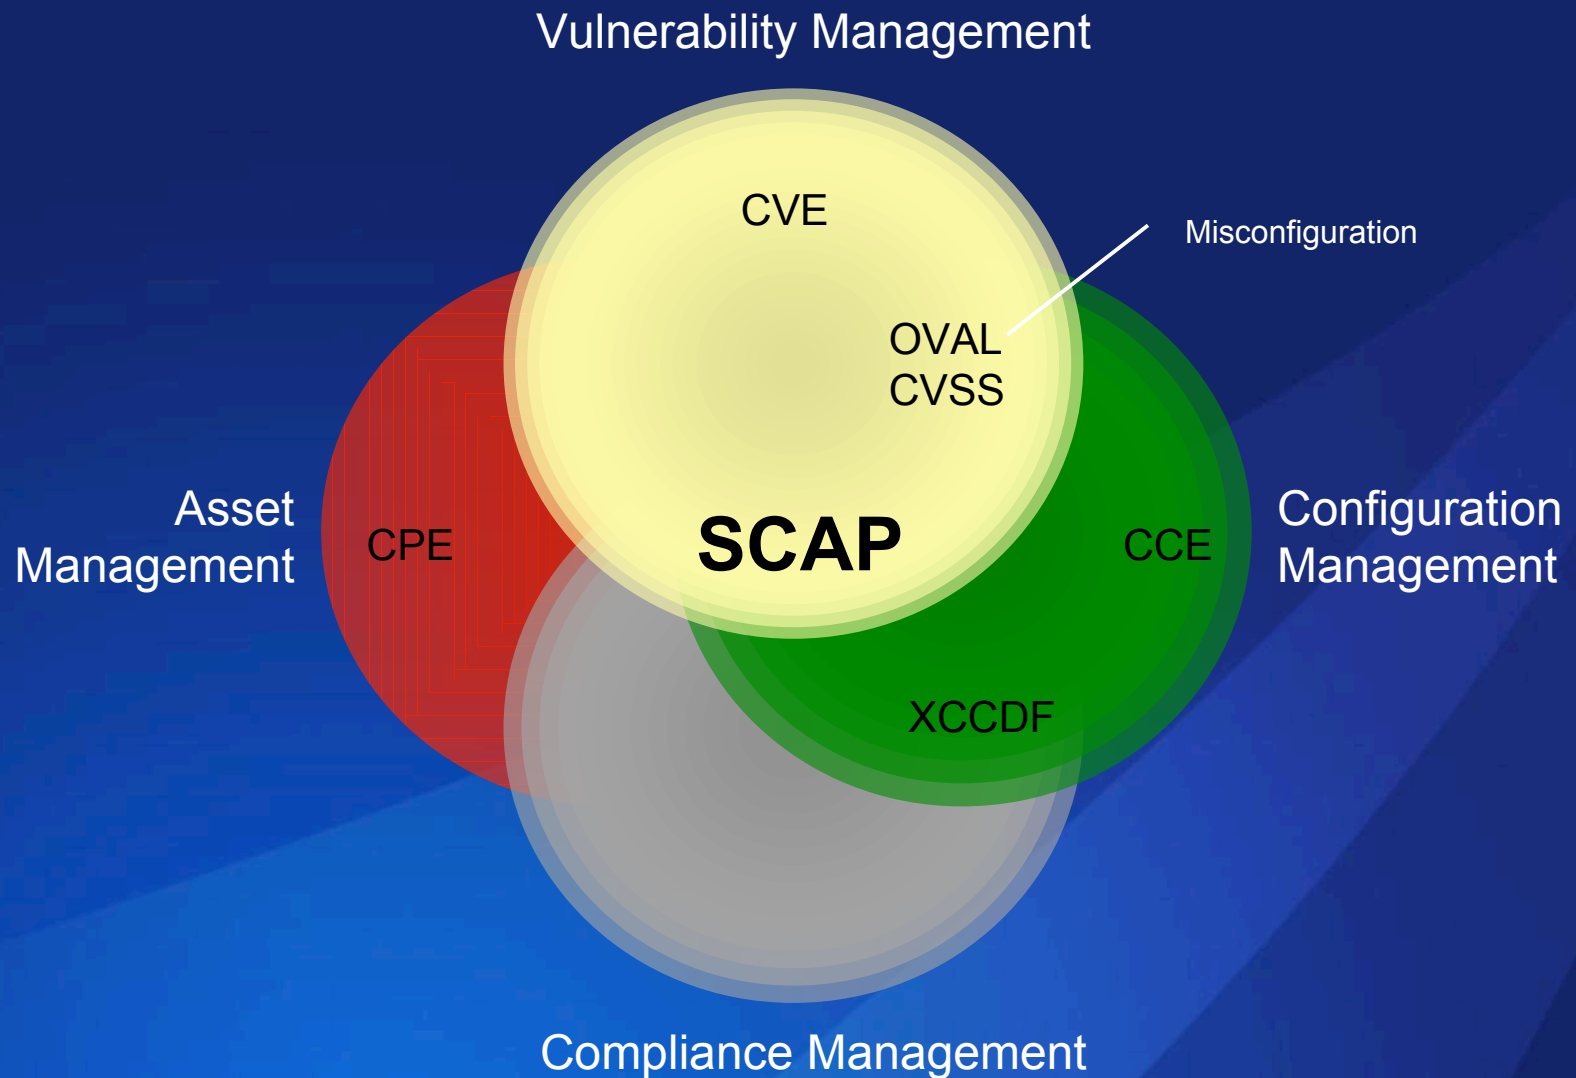 Vulnerability Management
CVE
Misconfiguration
OVAL
CVSS
Asset
Management
CPE
SCAP
CCE
Configuration
Management
XCCDF
Compliance Management